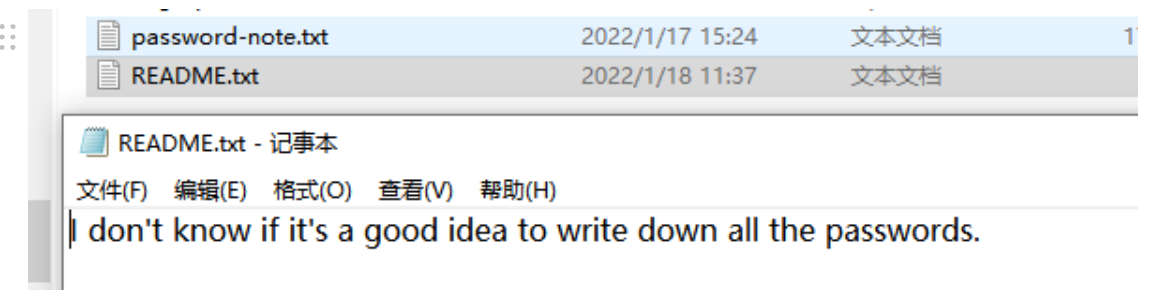 password-note.txt 2022/1/17 15:24 文本文档
README.txt 2022/1/18 11:37 文本文档
README.txt - 记事本
文件(F) 编辑(E) 格式(O) 查看(V) 帮助(H)
I don't know if it's a good idea to write down all the passwords.